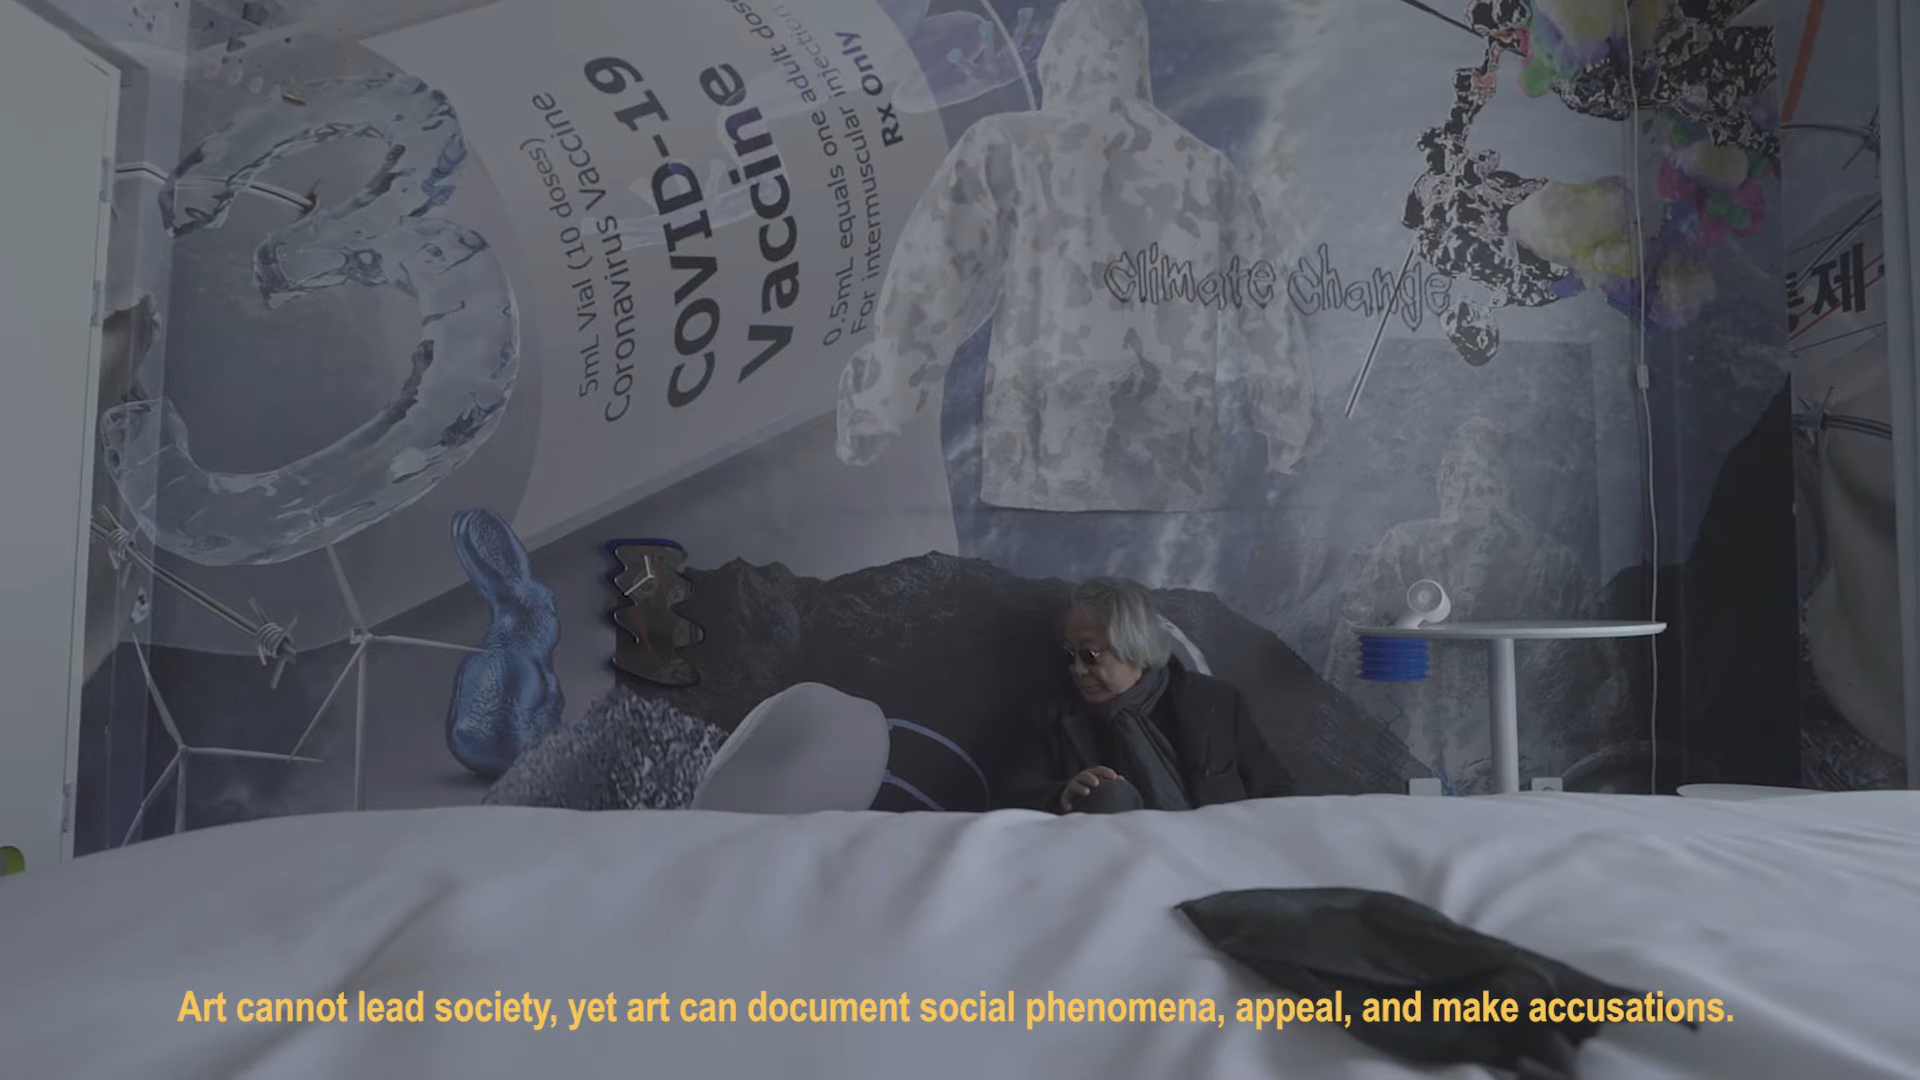 5mL Vial (10 doses)
Coronavirus Vaccine
COVID-19
Vaccine
0.5mL equals one adult dose
For intermuscular injection
Rx Only
Climate Change
제
Art cannot lead society, yet art can document social phenomena, appeal, and make accusations.